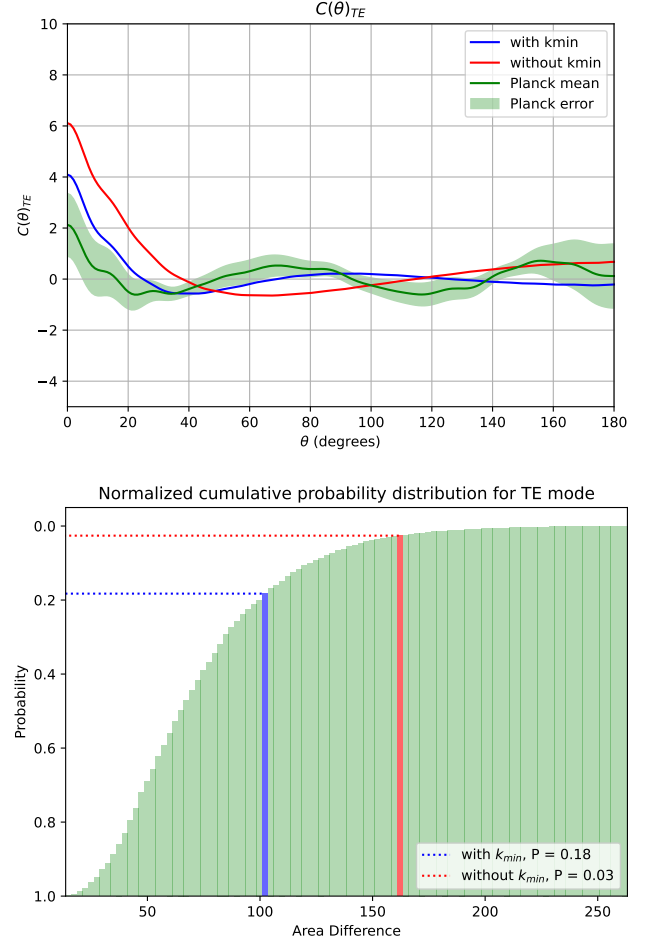 C(θ)TE
10
8
6
4
2
0
−2
−4
C(θ)TE
with kmin
without kmin
Planck mean
Planck error
0 20 40 60 80 100 120 140 160 180
θ (degrees)
Normalized cumulative probability distribution for TE mode
0.0
0.2
0.4
0.6
0.8
1.0
Probability
with kmin, P = 0.18
without kmin, P = 0.03
50 100 150 200 250
Area Difference